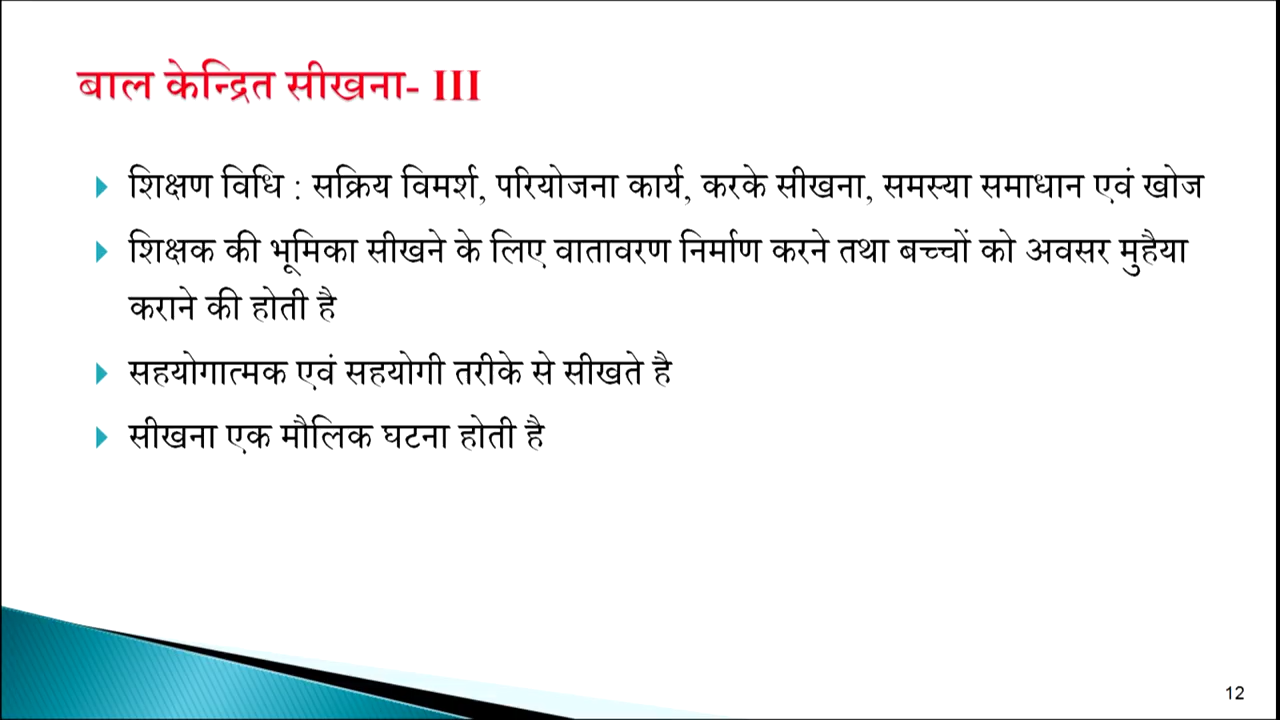 बाल केन्द्रित सीखना- III
शिक्षण विधि : सक्रिय विमर्श, परियोजना कार्य, करके सीखना, समस्या समाधान एवं खोज
शिक्षक की भूमिका सीखने के लिए वातावरण निर्माण करने तथा बच्चों को अवसर मुहैया
कराने की होती है
सहयोगात्मक एवं सहयोगी तरीके से सीखते है
सीखना एक मौलिक घटना होती है
12